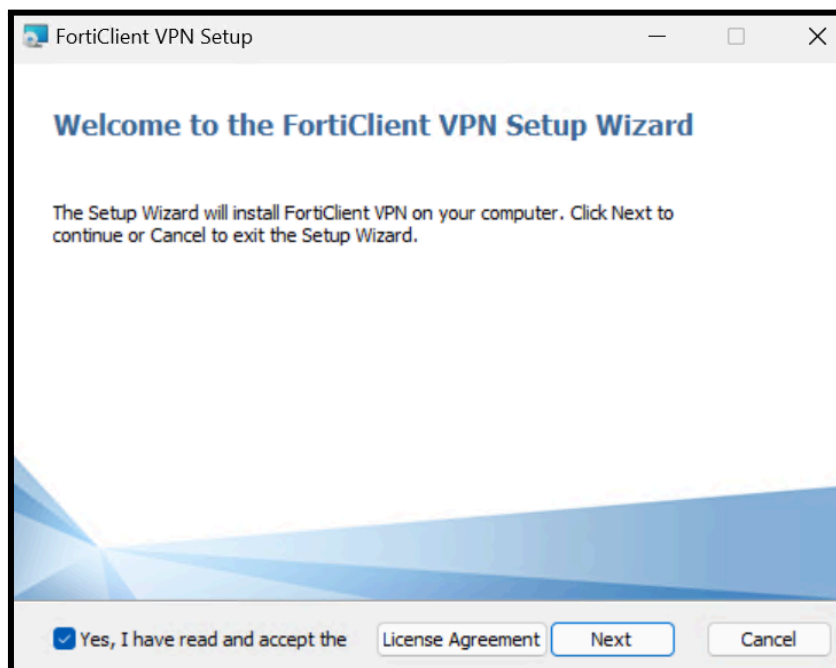 FortiClient VPN Setup
Welcome to the FortiClient VPN Setup Wizard
The Setup Wizard will install FortiClient VPN on your computer. Click Next to
continue or Cancel to exit the Setup Wizard.
Yes, I have read and accept the License Agreement Next Cancel